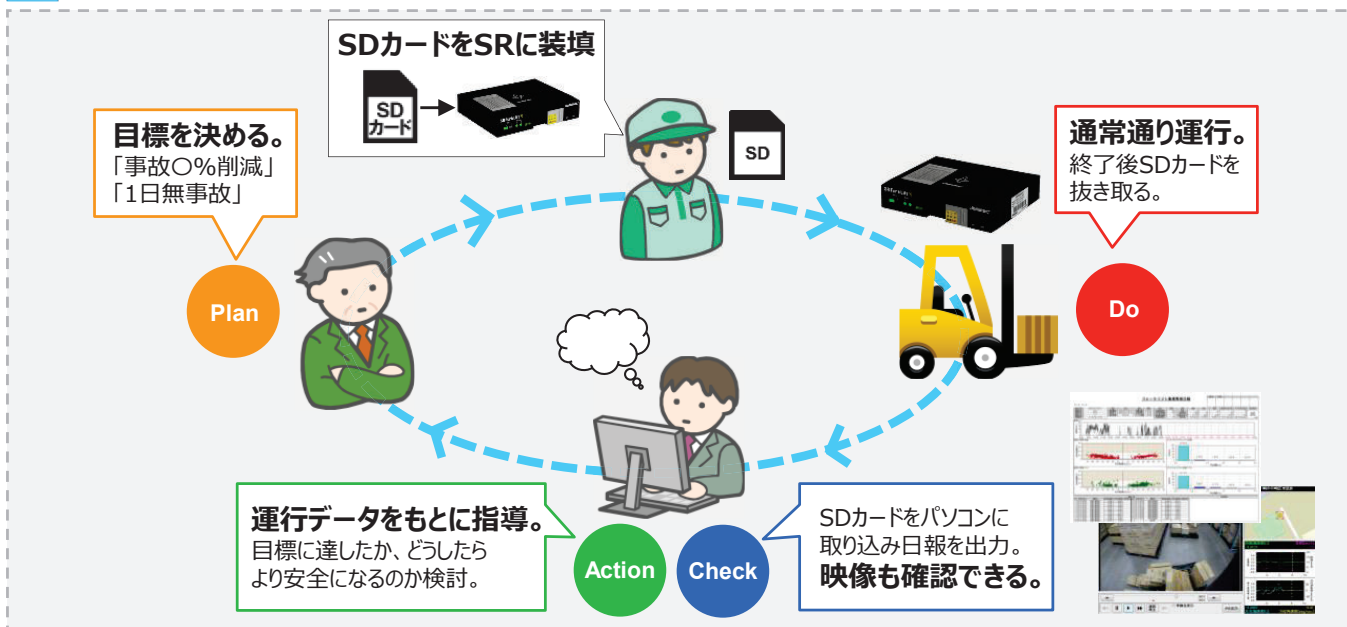 SDカードをSRに装填
SD
カード
SD
目標を決める。
「事故〇%削減」
「1日無事故」
Plan
通常通り運行。
終了後SDカードを
抜き取る。
Do
運行データをもとに指導。
目標に達したか、どうしたら
より安全になるのか検討。
Action
Check
SDカードをパソコンに
取り込み日報を出力。
映像も確認できる。